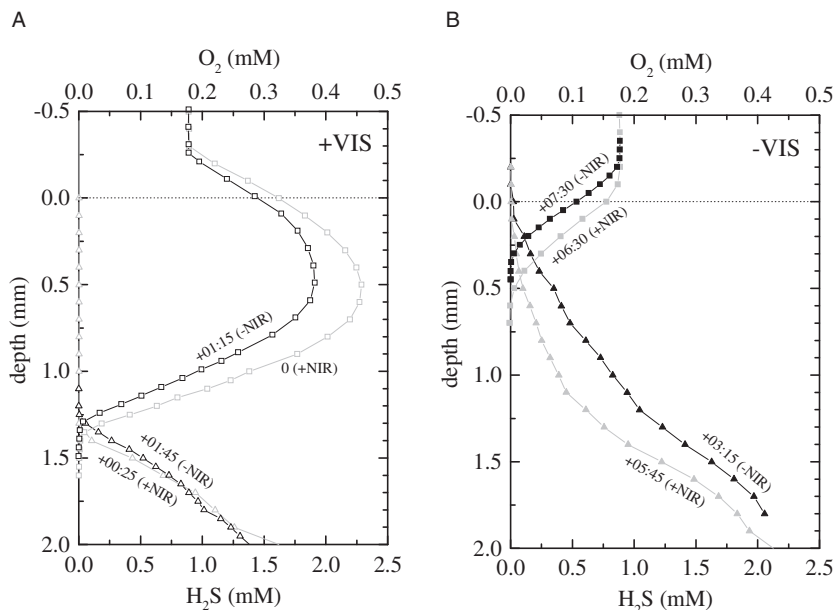 A
O2 (mM)
0.0 0.1 0.2 0.3 0.4 0.5
-0.5
0.0
0.5
1.0
1.5
2.0
depth (mm)
+VIS
+01:15 (-NIR)
0 (+NIR)
+01:45 (-NIR)
+00:25 (+NIR)
0.0 0.5 1.0 1.5 2.0 2.5
H2S (mM)
B
O2 (mM)
0.0 0.1 0.2 0.3 0.4 0.5
-0.5
0.0
0.5
1.0
1.5
2.0
depth (mm)
-VIS
+07:30 (-NIR)
+06:30 (+NIR)
+03:15 (-NIR)
+05:45 (+NIR)
0.0 0.5 1.0 1.5 2.0 2.5
H2S (mM)